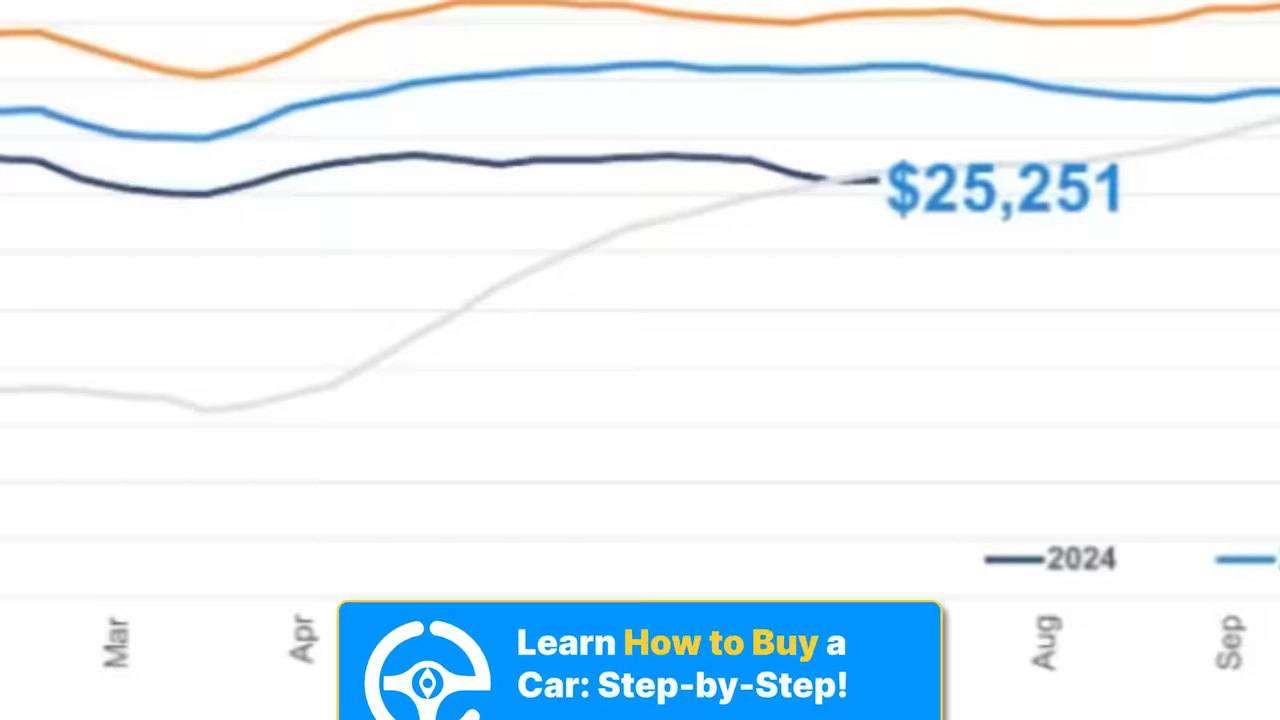 $25,251
2024
Mar
Apr
Aug
Sep
Learn How to Buy a
Car: Step-by-Step!